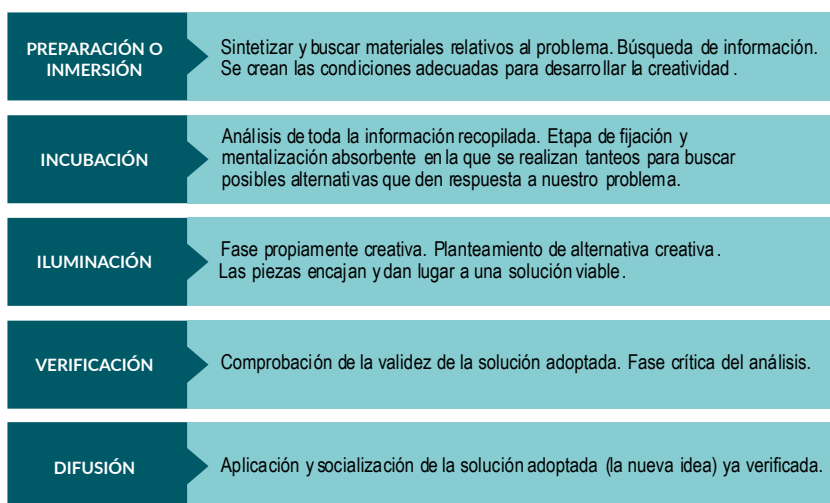 PREPARACIÓN O
INMERSIÓN
Sintetizar y buscar materiales relativos al problema. Búsqueda de información.
Se crean las condiciones adecuadas para desarrollar la creatividad.
INCUBACIÓN
Análisis de toda la información recopilada. Etapa de fijación y
mentalización absorbente en la que se realizan tanteos para buscar
posibles alternativas que den respuesta a nuestro problema.
ILUMINACIÓN
Fase propiamente creativa. Planteamiento de alternativa creativa.
Las piezas encajan y dan lugar a una solución viable.
VERIFICACIÓN
Comprobación de la validez de la solución adoptada. Fase crítica del análisis.
DIFUSIÓN
Aplicación y socialización de la solución adoptada (la nueva idea) ya verificada.